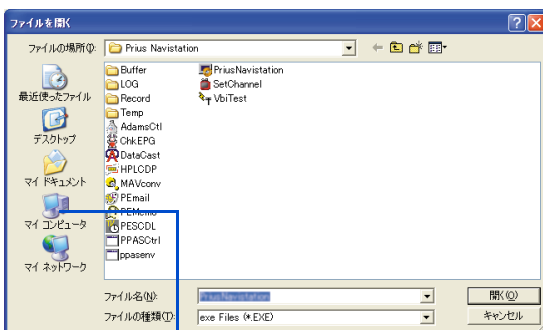 ファイルを開く
ファイルの場所(I):
Prius Navistation
最近使ったファイル
デスクトップ
マイ ドキュメント
マイ コンピュータ
マイ ネットワーク
Buffer
LOG
Record
Temp
AdamsCtl
ChkEPG
DataCast
HPLCDP
MAVconv
PEmail
PEMemo
PESCDL
PPASCtrl
ppasenv
PriusNavistation
SetChannel
VbiTest
ファイル名(N):
PriusNavistation
開く(O)
ファイルの種類(T):
exe Files (*.EXE)
キャンセル